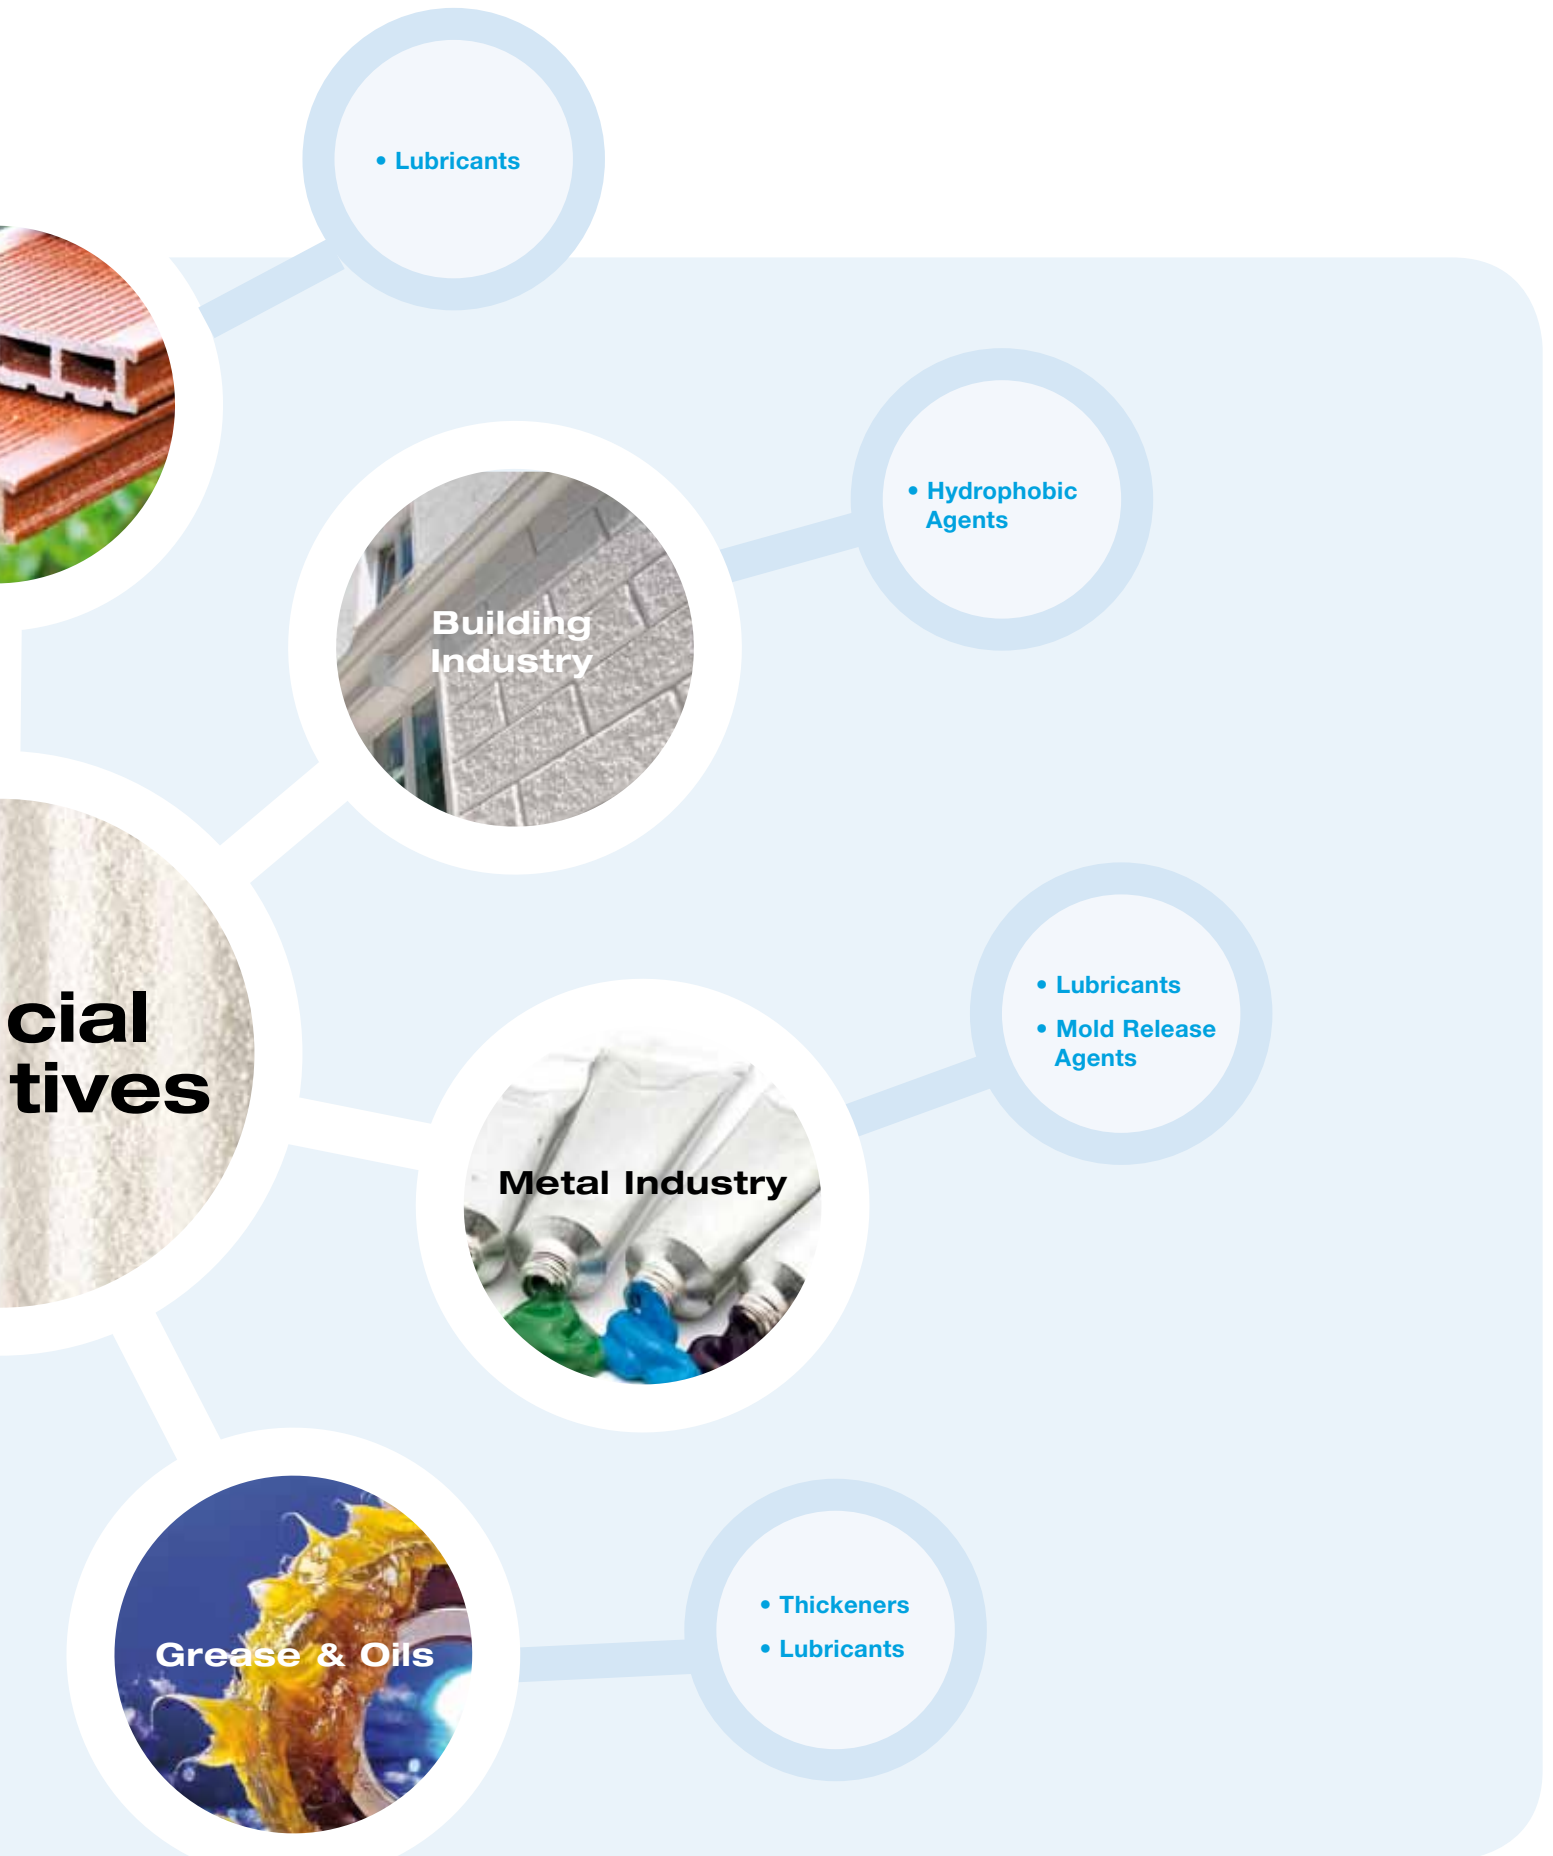 • Lubricants
• Hydrophobic
Agents
Building
Industry
cial
tives
• Lubricants
• Mold Release
Agents
Metal Industry
• Thickeners
• Lubricants
Grease & Oils